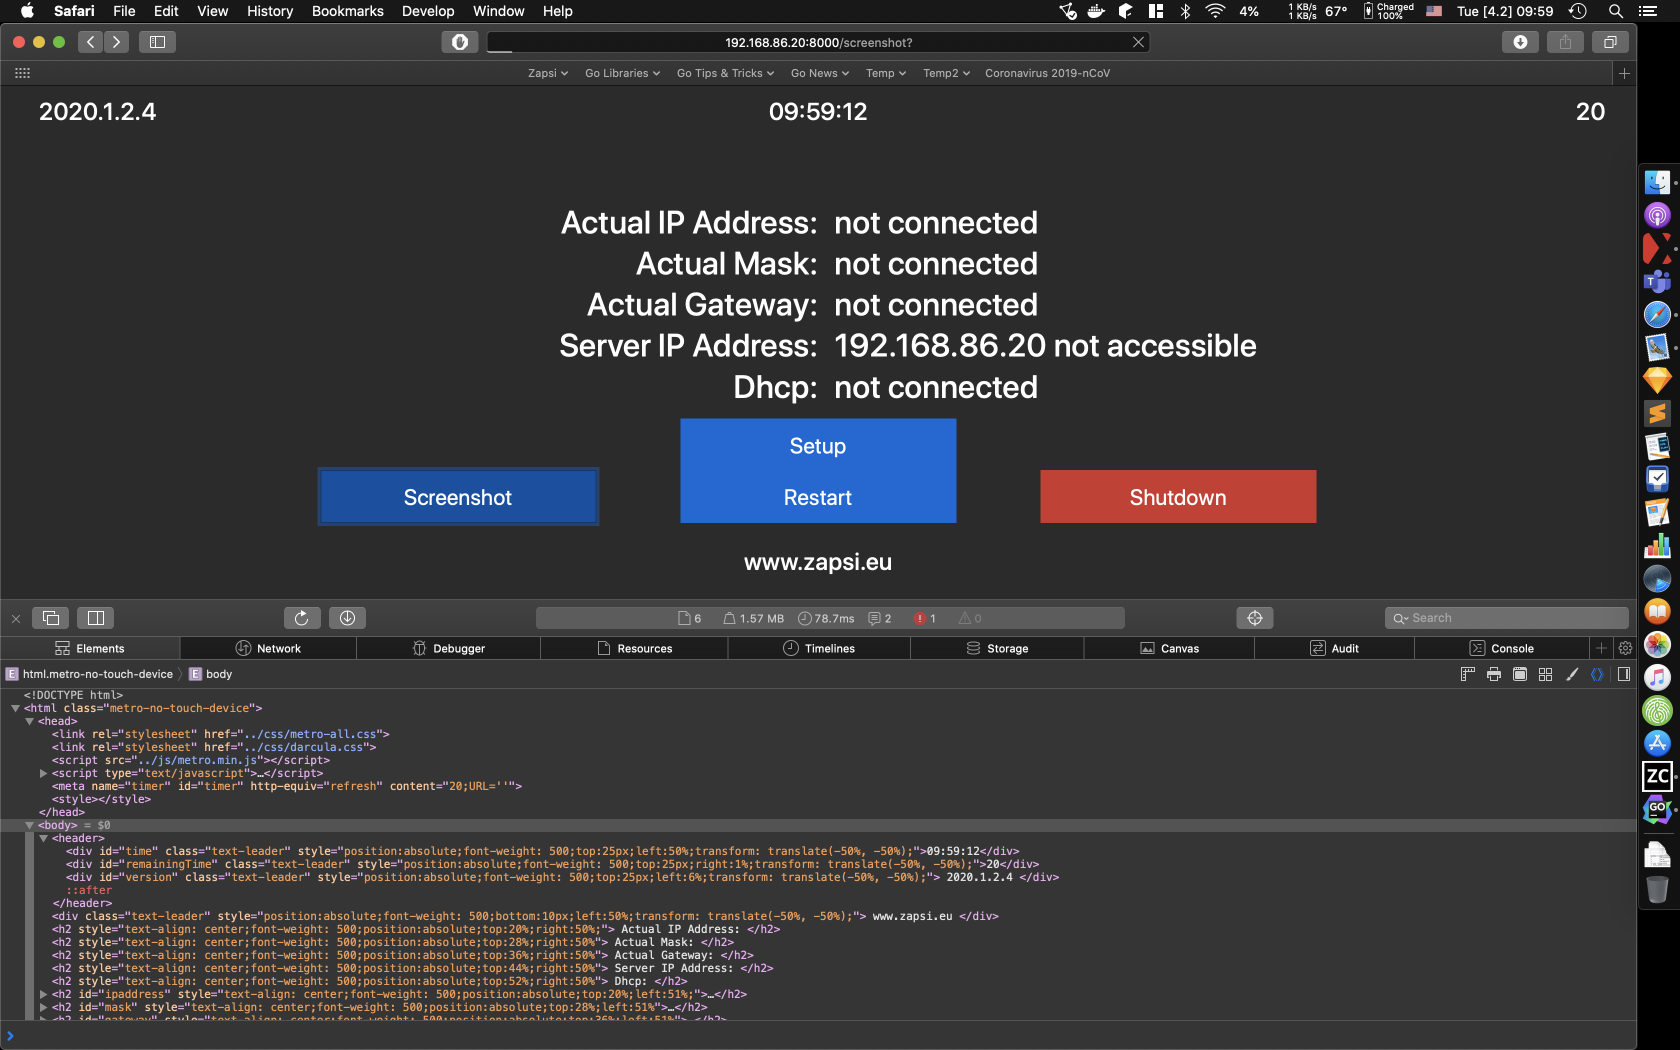 Safari File Edit View History Bookmarks Develop Window Help 4% 1 KB/s 1 KB/s 67° Charged 100% Tue [4.2] 09:59
192.168.86.20:8000/screenshot?
Zapsi Go Libraries Go Tips & Tricks Go News Temp Temp2 Coronavirus 2019-nCoV
2020.1.2.4 09:59:12 20
Actual IP Address: not connected
Actual Mask: not connected
Actual Gateway: not connected
Server IP Address: 192.168.86.20 not accessible
Dhcp: not connected
Setup
Screenshot Restart Shutdown
www.zapsi.eu
6 1.57 MB 78.7ms 2 1 0 Search
Elements Network Debugger Resources Timelines Storage Canvas Audit Console
E html.metro-no-touch-device E body
<!DOCTYPE html>
<html class="metro-no-touch-device">
<head>
<link rel="stylesheet" href="../css/metro-all.css">
<link rel="stylesheet" href="../css/darcula.css">
<script src="../js/metro.min.js"></script>
<script type="text/javascript">…</script>
<meta name="timer" id="timer" http-equiv="refresh" content="20;URL=''">
<style></style>
</head>
<body> = $0
<header>
<div id="time" class="text-leader" style="position:absolute;font-weight: 500;top:25px;left:50%;transform: translate(-50%, -50%);">09:59:12</div>
<div id="remainingTime" class="text-leader" style="position:absolute;font-weight: 500;top:25px;right:1%;transform: translate(-50%, -50%);">20</div>
<div id="version" class="text-leader" style="position:absolute;font-weight: 500;top:25px;left:6%;transform: translate(-50%, -50%);"> 2020.1.2.4 </div>
::after
</header>
<div class="text-leader" style="position:absolute;font-weight: 500;bottom:10px;left:50%;transform: translate(-50%, -50%);"> www.zapsi.eu </div>
<h2 style="text-align: center;font-weight: 500;position:absolute;top:20%;right:50%;"> Actual IP Address: </h2>
<h2 style="text-align: center;font-weight: 500;position:absolute;top:28%;right:50%"> Actual Mask: </h2>
<h2 style="text-align: center;font-weight: 500;position:absolute;top:36%;right:50%"> Actual Gateway: </h2>
<h2 style="text-align: center;font-weight: 500;position:absolute;top:44%;right:50%"> Server IP Address: </h2>
<h2 style="text-align: center;font-weight: 500;position:absolute;top:52%;right:50%"> Dhcp: </h2>
<h2 id="ipaddress" style="text-align: center;font-weight: 500;position:absolute;top:20%;left:51%;">…</h2>
<h2 id="mask" style="text-align: center;font-weight: 500;position:absolute;top:28%;left:51%">…</h2>
<h2 id="gateway" style="text-align: center;font-weight: 500;position:absolute;top:36%;left:51%">…</h2>
ZC
GO